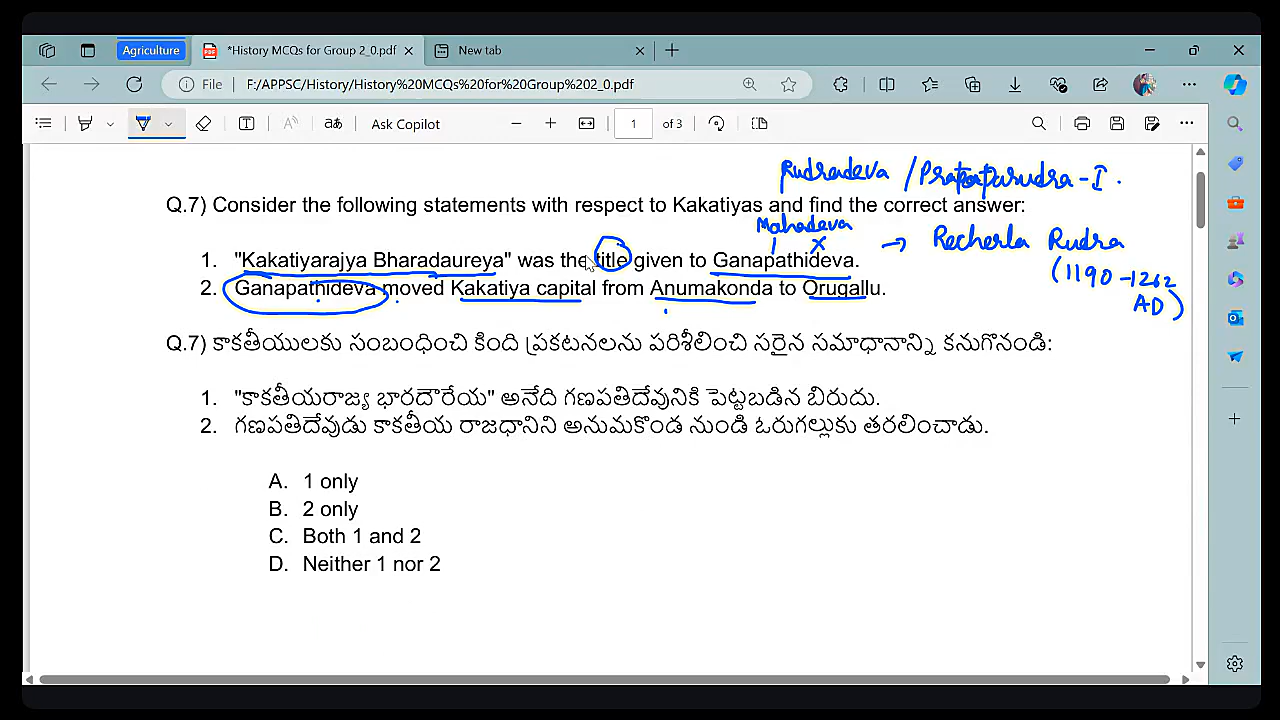 Agriculture
*History MCQs for Group 2_0.pdf
New tab
File
F:/APPSC/History/History%20MCQs%20for%20Group%202_0.pdf
Ask Copilot
1
of 3
Rudradeva / Prataparudra-I.
Q.7) Consider the following statements with respect to Kakatiyas and find the correct answer:
Mahadeva
→ Recherla Rudra
1. "Kakatiyarajya Bharadaureya" was the title given to Ganapathideva.
(1190-1262 AD)
2. Ganapathideva moved Kakatiya capital from Anumakonda to Orugallu.
Q.7) కాకతీయులకు సంబంధించి కింది ప్రకటనలను పరిశీలించి సరైన సమాధానాన్ని కనుగొనండి:
1. "కాకతీయరాజ్య భారదౌరేయ" అనేది గణపతిదేవునికి పెట్టబడిన బిరుదు.
2. గణపతిదేవుడు కాకతీయ రాజధానిని అనుమకొండ నుండి ఓరుగల్లుకు తరలించాడు.
A. 1 only
B. 2 only
C. Both 1 and 2
D. Neither 1 nor 2